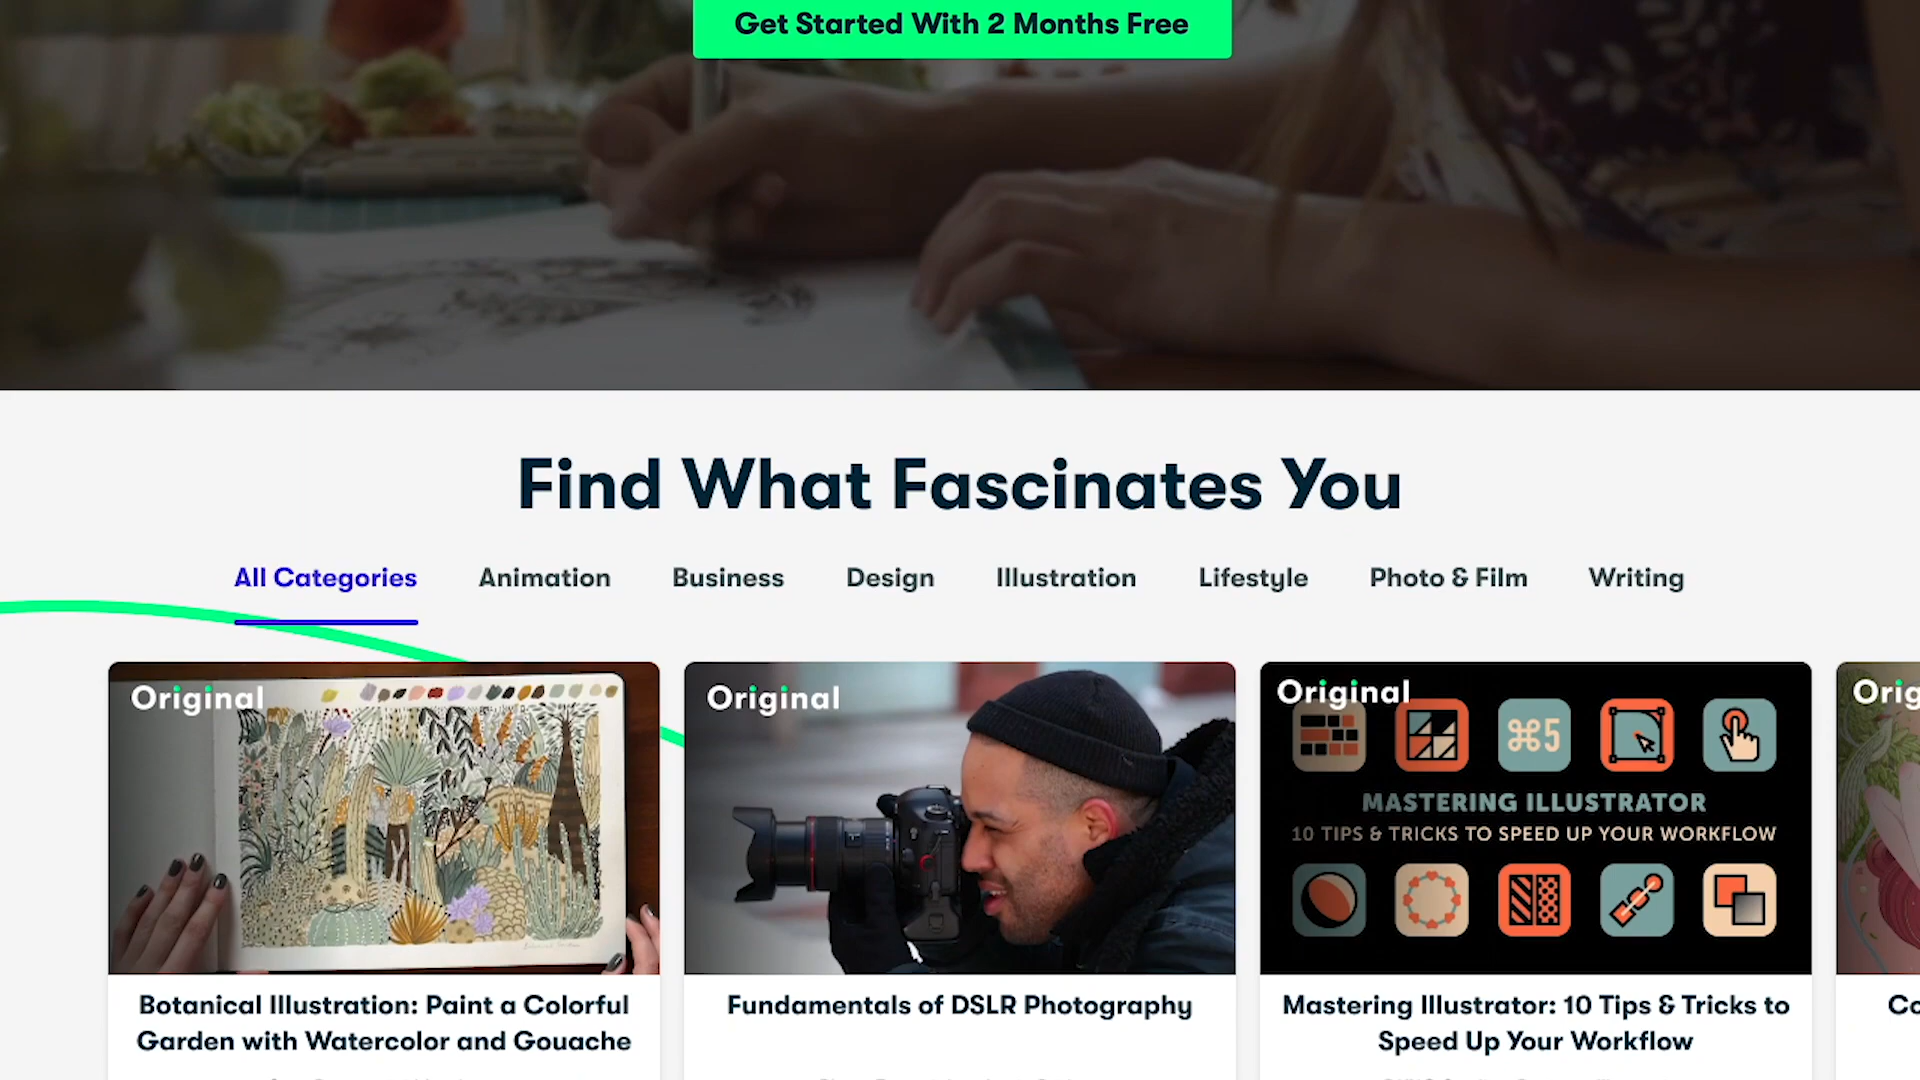 Get Started With 2 Months Free
Find What Fascinates You
All Categories Animation Business Design Illustration Lifestyle Photo & Film Writing
Original Original Original Orig
⌘5
MASTERING ILLUSTRATOR
10 TIPS & TRICKS TO SPEED UP YOUR WORKFLOW
Botanical Illustration: Paint a Colorful
Garden with Watercolor and Gouache
Fundamentals of DSLR Photography
Mastering Illustrator: 10 Tips & Tricks to
Speed Up Your Workflow
Co